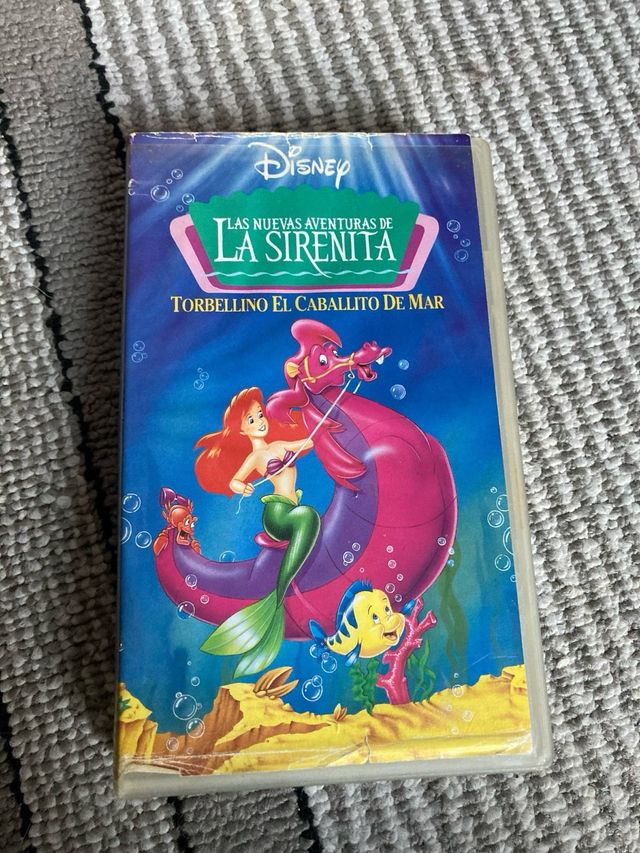 Disney
LAS NUEVAS AVENTURAS DE
LA SIRENITA
TORBELLINO EL CABALLITO DE MAR